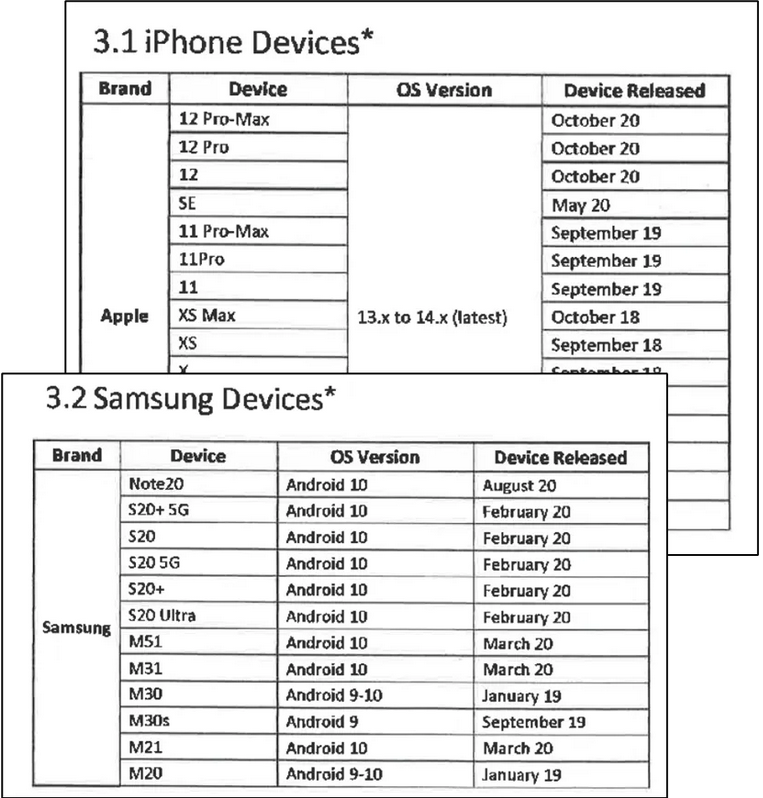 3.1 iPhone Devices*
Brand Device OS Version Device Released
12 Pro-Max October 20
12 Pro October 20
12 October 20
SE May 20
11 Pro-Max September 19
11Pro September 19
11 September 19
Apple XS Max 13.x to 14.x (latest) October 18
XS September 18
X September 18
3.2 Samsung Devices*
Brand Device OS Version Device Released
Note20 Android 10 August 20
S20+ 5G Android 10 February 20
S20 Android 10 February 20
S20 5G Android 10 February 20
S20+ Android 10 February 20
S20 Ultra Android 10 February 20
Samsung
M51 Android 10 March 20
M31 Android 10 March 20
M30 Android 9-10 January 19
M30s Android 9 September 19
M21 Android 10 March 20
M20 Android 9-10 January 19